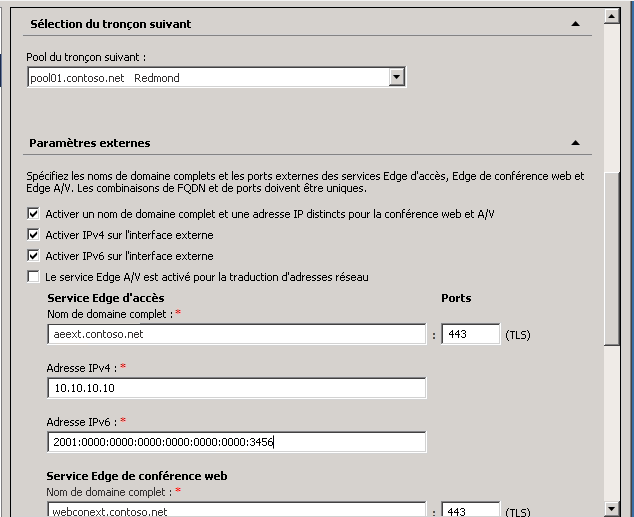 Sélection du tronçon suivant
Pool du tronçon suivant :
pool01.contoso.net Redmond
Paramètres externes
Spécifiez les noms de domaine complets et les ports externes des services Edge d'accès, Edge de conférence web et
Edge A/V. Les combinaisons de FQDN et de ports doivent être uniques.
Activer un nom de domaine complet et une adresse IP distincts pour la conférence web et A/V
Activer IPv4 sur l'interface externe
Activer IPv6 sur l'interface externe
Le service Edge A/V est activé pour la traduction d'adresses réseau
Service Edge d'accès Ports
Nom de domaine complet : *
aeext.contoso.net : 443 (TLS)
Adresse IPv4 : *
10.10.10.10
Adresse IPv6 : *
2001:0000:0000:0000:0000:0000:0000:3456
Service Edge de conférence web
Nom de domaine complet : *
webconext.contoso.net : 443 (TLS)